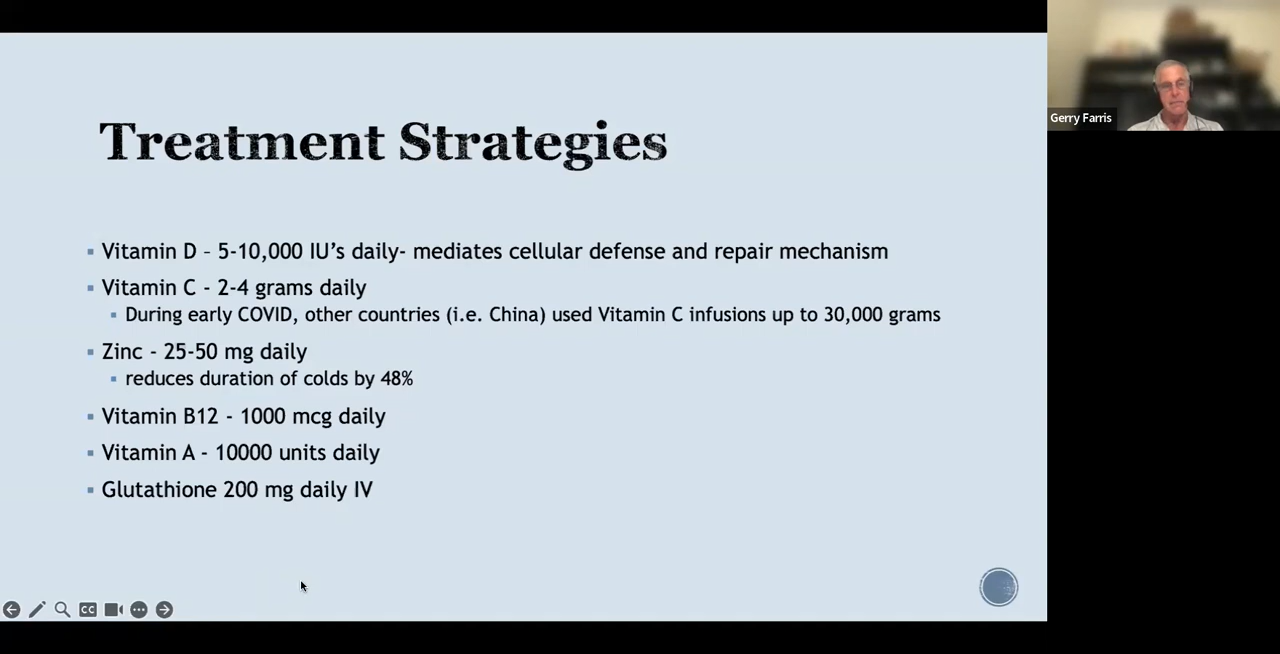 Treatment Strategies
Vitamin D – 5-10,000 IU’s daily- mediates cellular defense and repair mechanism
Vitamin C - 2-4 grams daily
During early COVID, other countries (i.e. China) used Vitamin C infusions up to 30,000 grams
Zinc - 25-50 mg daily
reduces duration of colds by 48%
Vitamin B12 - 1000 mcg daily
Vitamin A - 10000 units daily
Glutathione 200 mg daily IV
CC
Gerry Farris